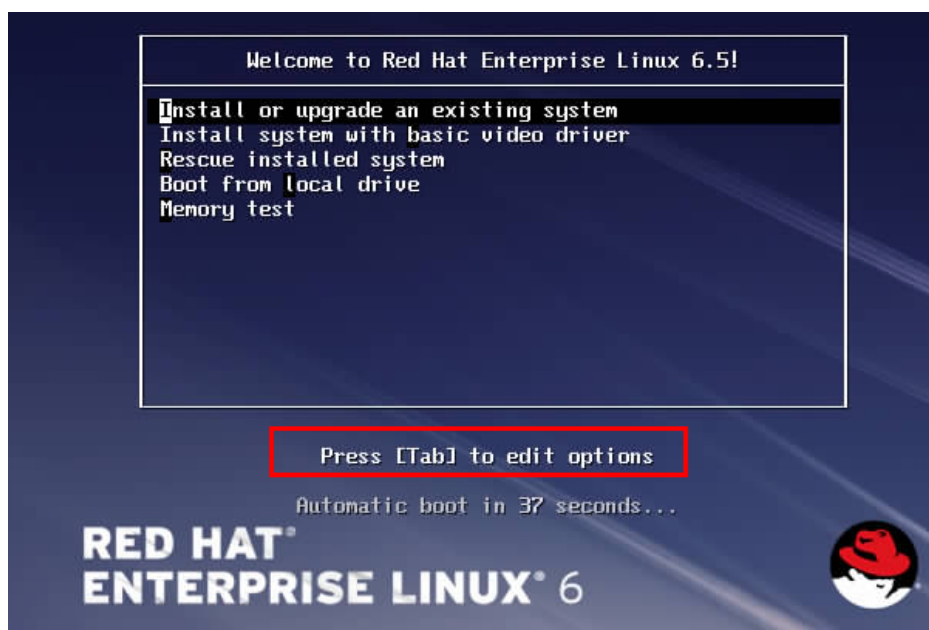 Welcome to Red Hat Enterprise Linux 6.5!
Install or upgrade an existing system
Install system with basic video driver
Rescue installed system
Boot from local drive
Memory test
Press [Tab] to edit options
Automatic boot in 37 seconds...
RED HAT®
ENTERPRISE LINUX® 6